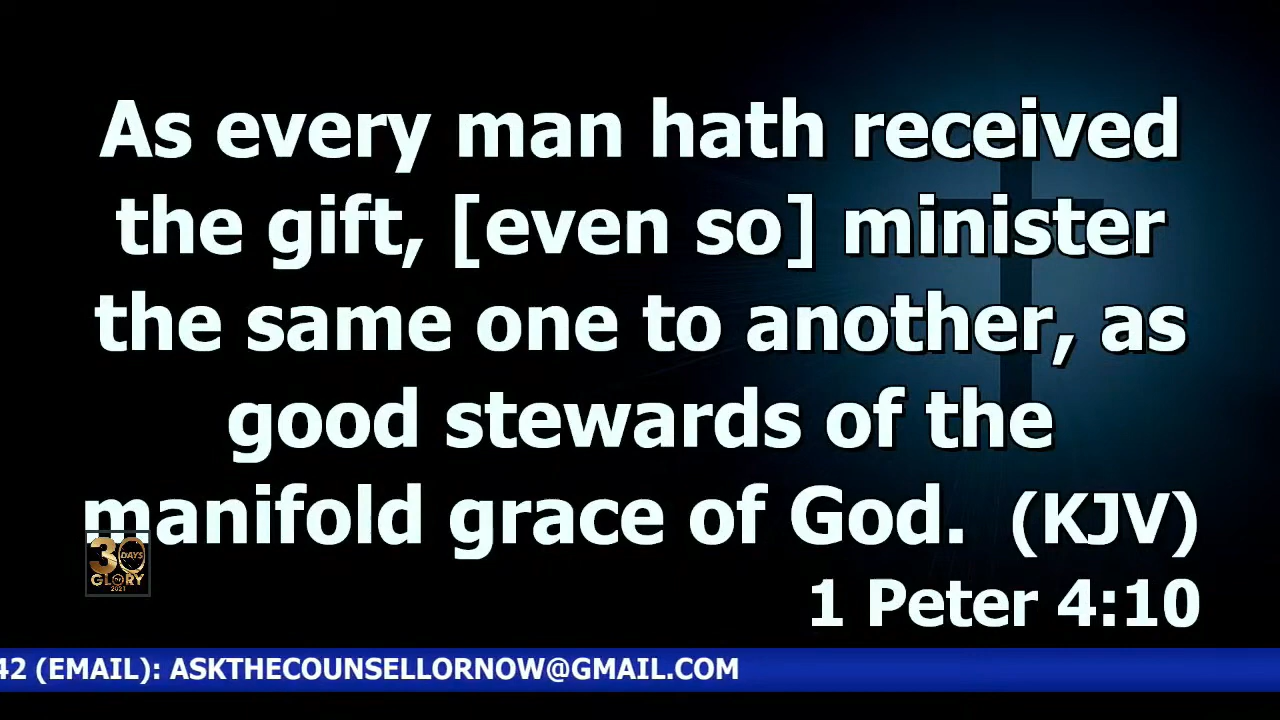 As every man hath received
the gift, [even so] minister
the same one to another, as
good stewards of the
manifold grace of God.  (KJV)
1 Peter 4:10
30
DAYS
OF
GLORY
2021
42 (EMAIL): ASKTHECOUNSELLORNOW@GMAIL.COM